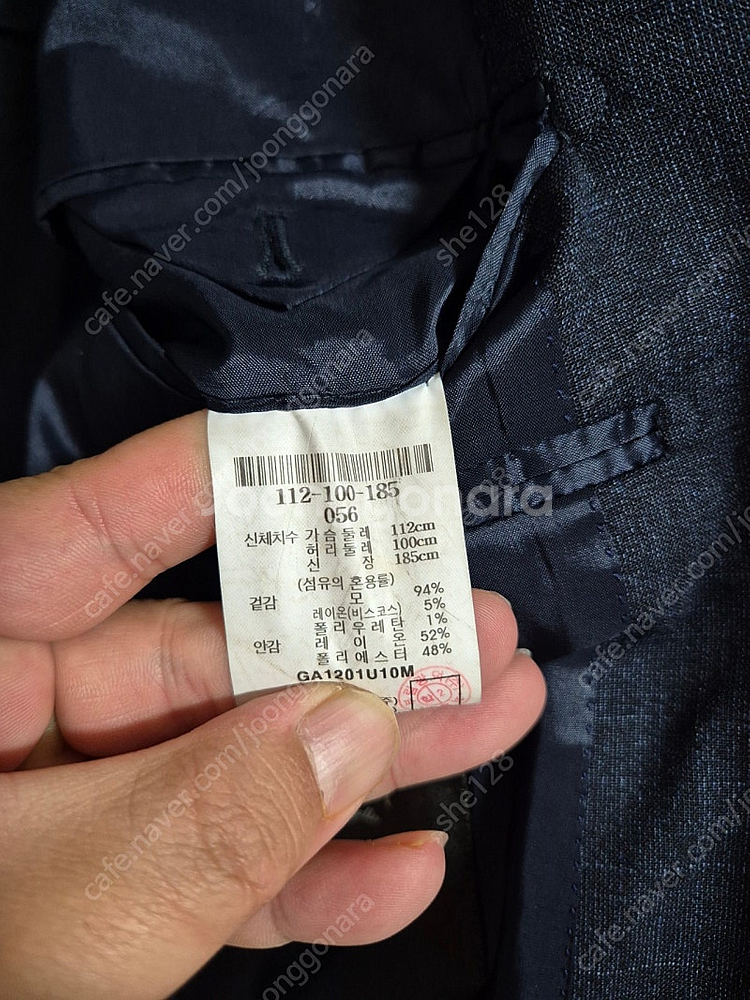 112-100-185
056
신체치수 가슴둘레 112cm
허리둘레 100cm
신 장 185cm
(섬유의 혼용률)
겉감 모 94%
레이온(비스코스) 5%
폴리우레탄 1%
안감 레이온 52%
폴리에스터 48%
GA1201U10M
joonggonara
cafe.naver.com/joonggonara
she128